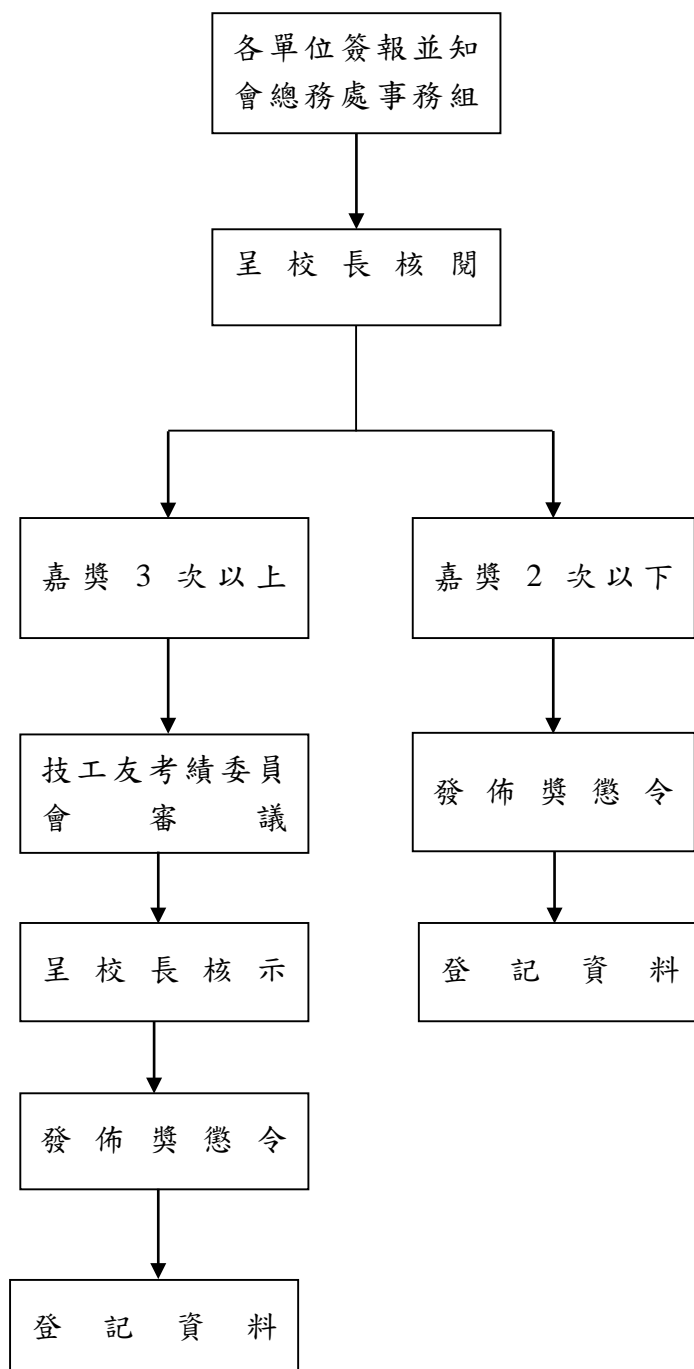 各單位簽報並知
會總務處事務組
呈校長核閱
嘉獎3次以上
嘉獎2次以下
技工友考績委員
會審議
發佈獎懲令
呈校長核示
登記資料
發佈獎懲令
登記資料